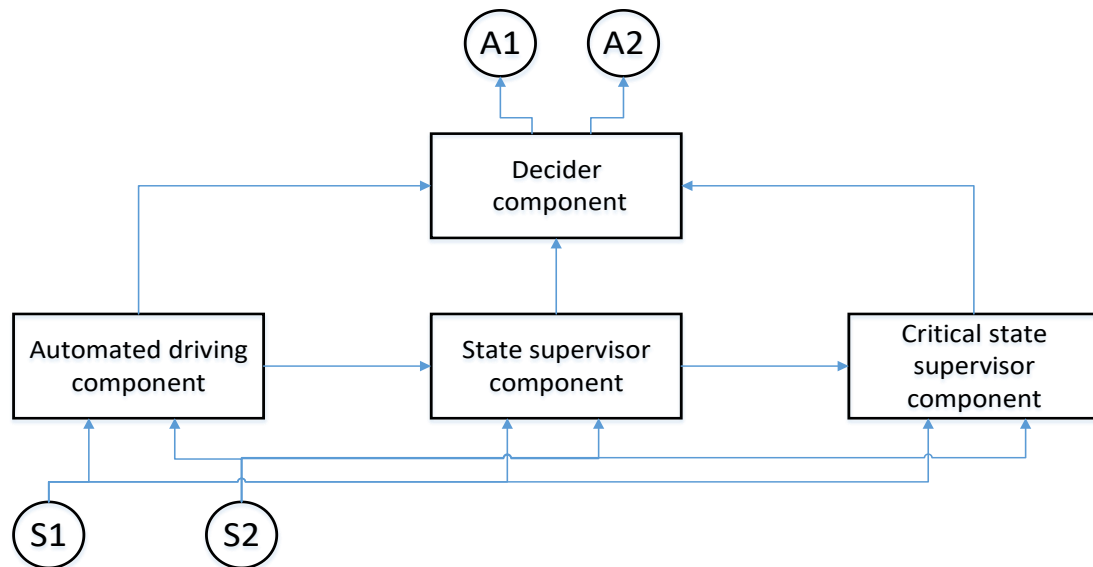 A1
A2
Decider
component
Automated driving
component
State supervisor
component
Critical state
supervisor
component
S1
S2